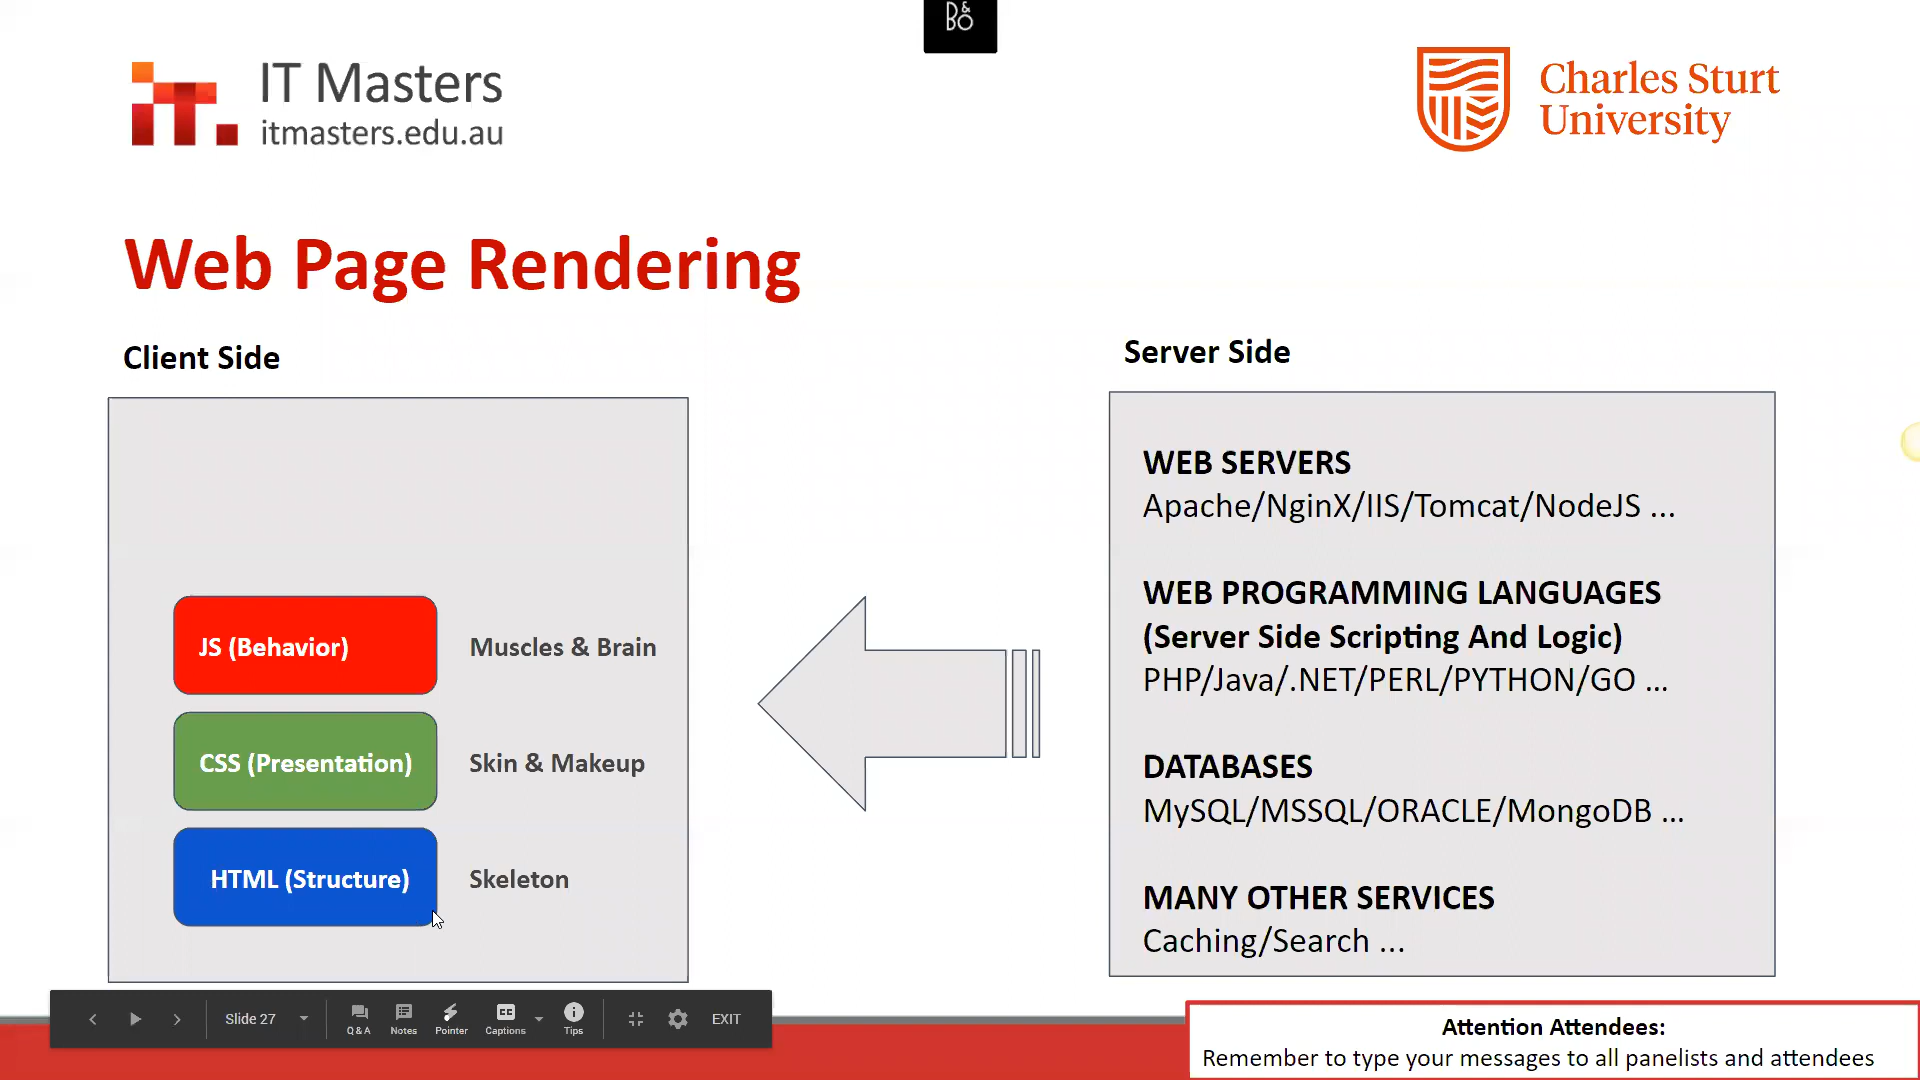 B&O
IT Masters
itmasters.edu.au
Charles Sturt
University
Web Page Rendering
Client Side
JS (Behavior)
Muscles & Brain
CSS (Presentation)
Skin & Makeup
HTML (Structure)
Skeleton
Server Side
WEB SERVERS
Apache/NginX/IIS/Tomcat/NodeJS ...
WEB PROGRAMMING LANGUAGES
(Server Side Scripting And Logic)
PHP/Java/.NET/PERL/PYTHON/GO ...
DATABASES
MySQL/MSSQL/ORACLE/MongoDB ...
MANY OTHER SERVICES
Caching/Search ...
Slide 27
Q & A
Notes
Pointer
CC
Captions
Tips
EXIT
Attention Attendees:
Remember to type your messages to all panelists and attendees